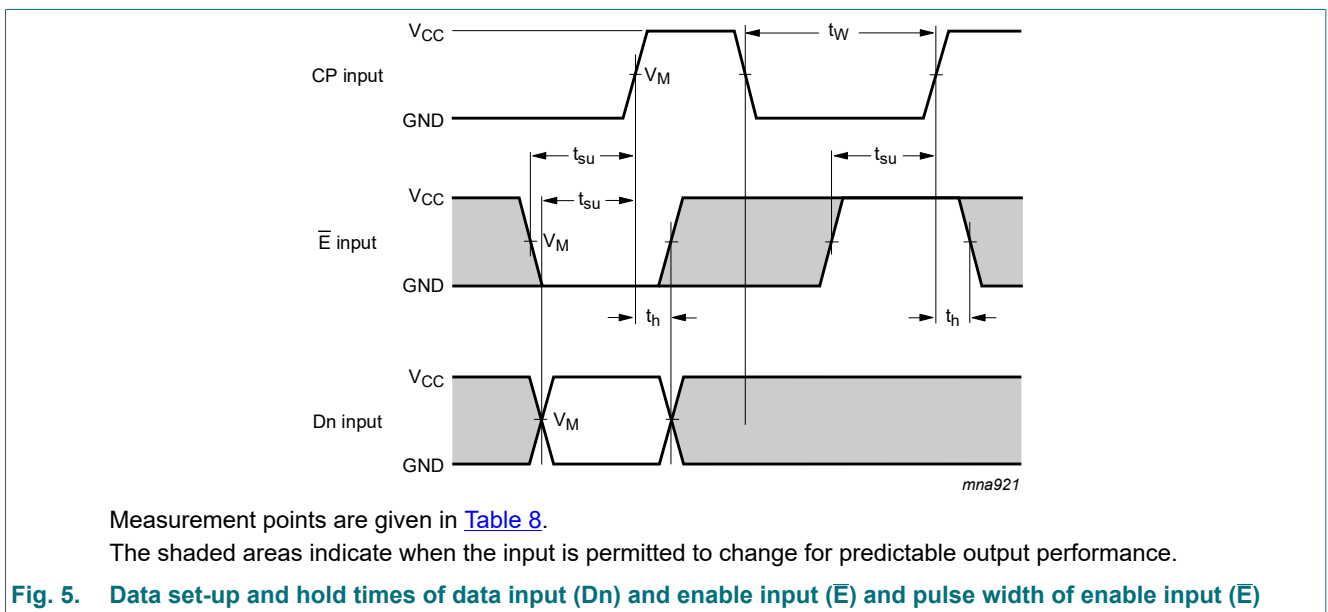 VCC
tW
CP input
VM
GND
tsu
tsu
VCC
tsu
E̅ input
VM
GND
th
th
VCC
Dn input
VM
GND
mna921
Measurement points are given in Table 8.
The shaded areas indicate when the input is permitted to change for predictable output performance.
Fig. 5. Data set-up and hold times of data input (Dn) and enable input (E̅) and pulse width of enable input (E̅)